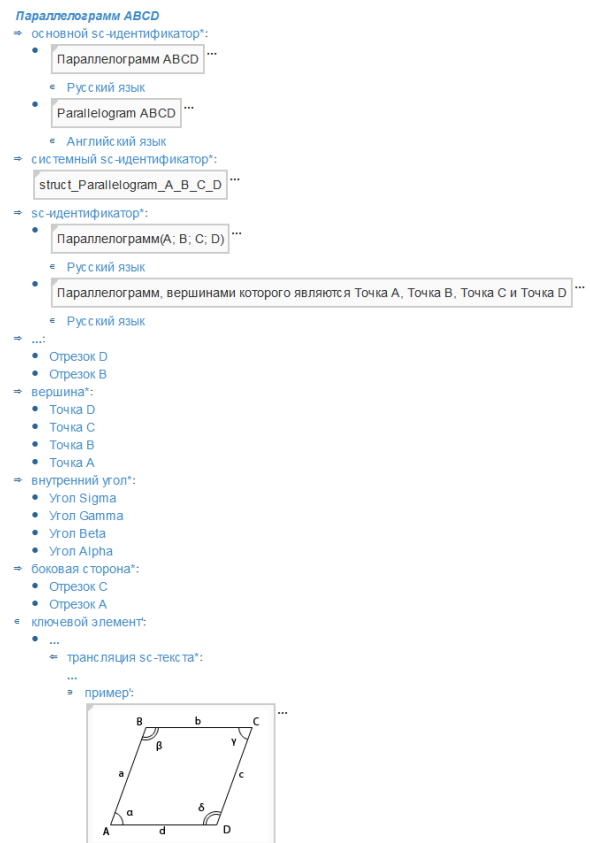 Параллелограмм ABCD
⇒ основной sc-идентификатор*:
• Параллелограмм ABCD ...
∈ Русский язык
• Parallelogram ABCD ...
∈ Английский язык
⇒ системный sc-идентификатор*:
struct_Parallelogram_A_B_C_D ...
⇒ sc-идентификатор*:
• Параллелограмм(A; B; C; D) ...
∈ Русский язык
• Параллелограмм, вершинами которого являются Точка A, Точка B, Точка C и Точка D ...
∈ Русский язык
⇒ ...:
• Отрезок D
• Отрезок B
⇒ вершина*:
• Точка D
• Точка C
• Точка B
• Точка A
⇒ внутренний угол*:
• Угол Sigma
• Угол Gamma
• Угол Beta
• Угол Alpha
⇒ боковая сторона*:
• Отрезок C
• Отрезок A
∈ ключевой элемент':
• ...
⇐ трансляция sc-текста*:
...
∋ пример':
...
B b C
β γ
a c
α δ
A d D